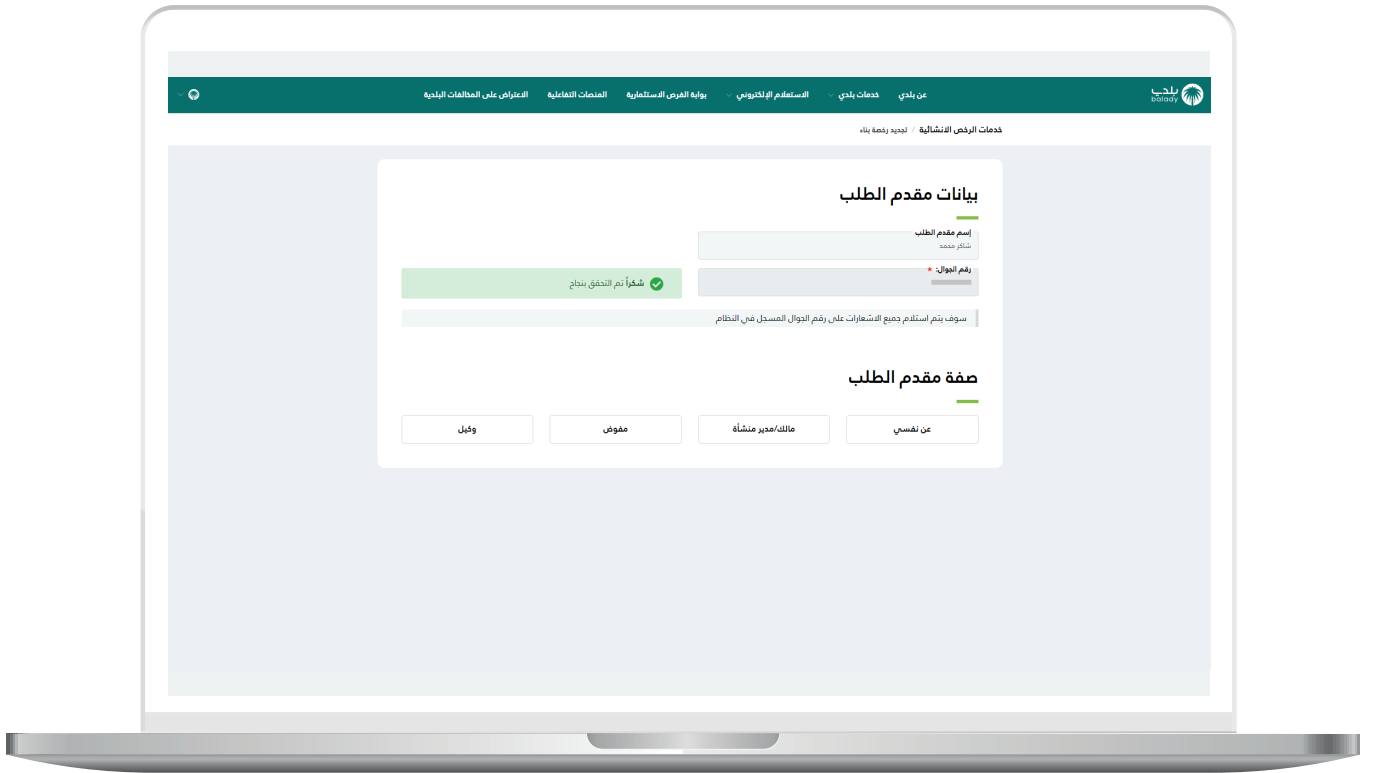 بلدي
balady
عن بلدي خدمات بلدي الاستعلام الإلكتروني بوابة الفرص الاستثمارية المنصات التفاعلية الاعتراض على المخالفات البلدية
خدمات الرخص الانشائية / تجديد رخصة بناء
بيانات مقدم الطلب
إسم مقدم الطلب
شاكر محمد
رقم الجوال: *
شكراً تم التحقق بنجاح
سوف يتم استلام جميع الاشعارات على رقم الجوال المسجل في النظام
صفة مقدم الطلب
عن نفسي مالك/مدير منشأة مفوض وكيل